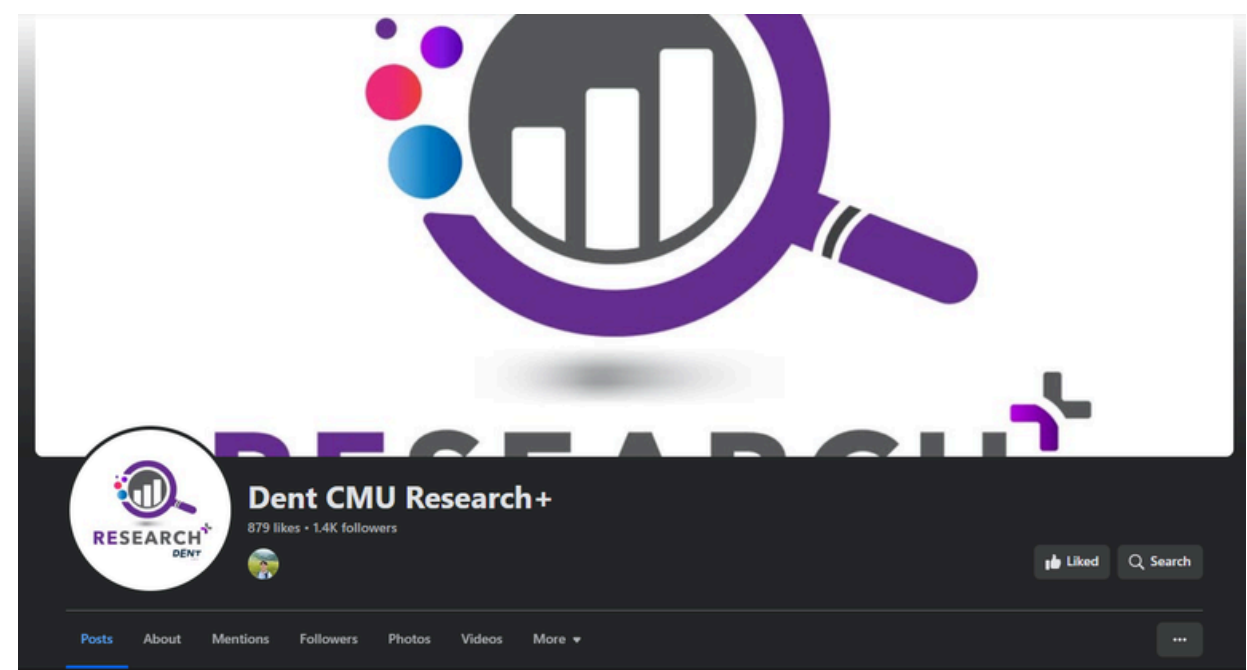 RESEARCH
RESEARCH
DENT
Dent CMU Research+
879 likes • 1.4K followers
Liked
Search
Posts
About
Mentions
Followers
Photos
Videos
More